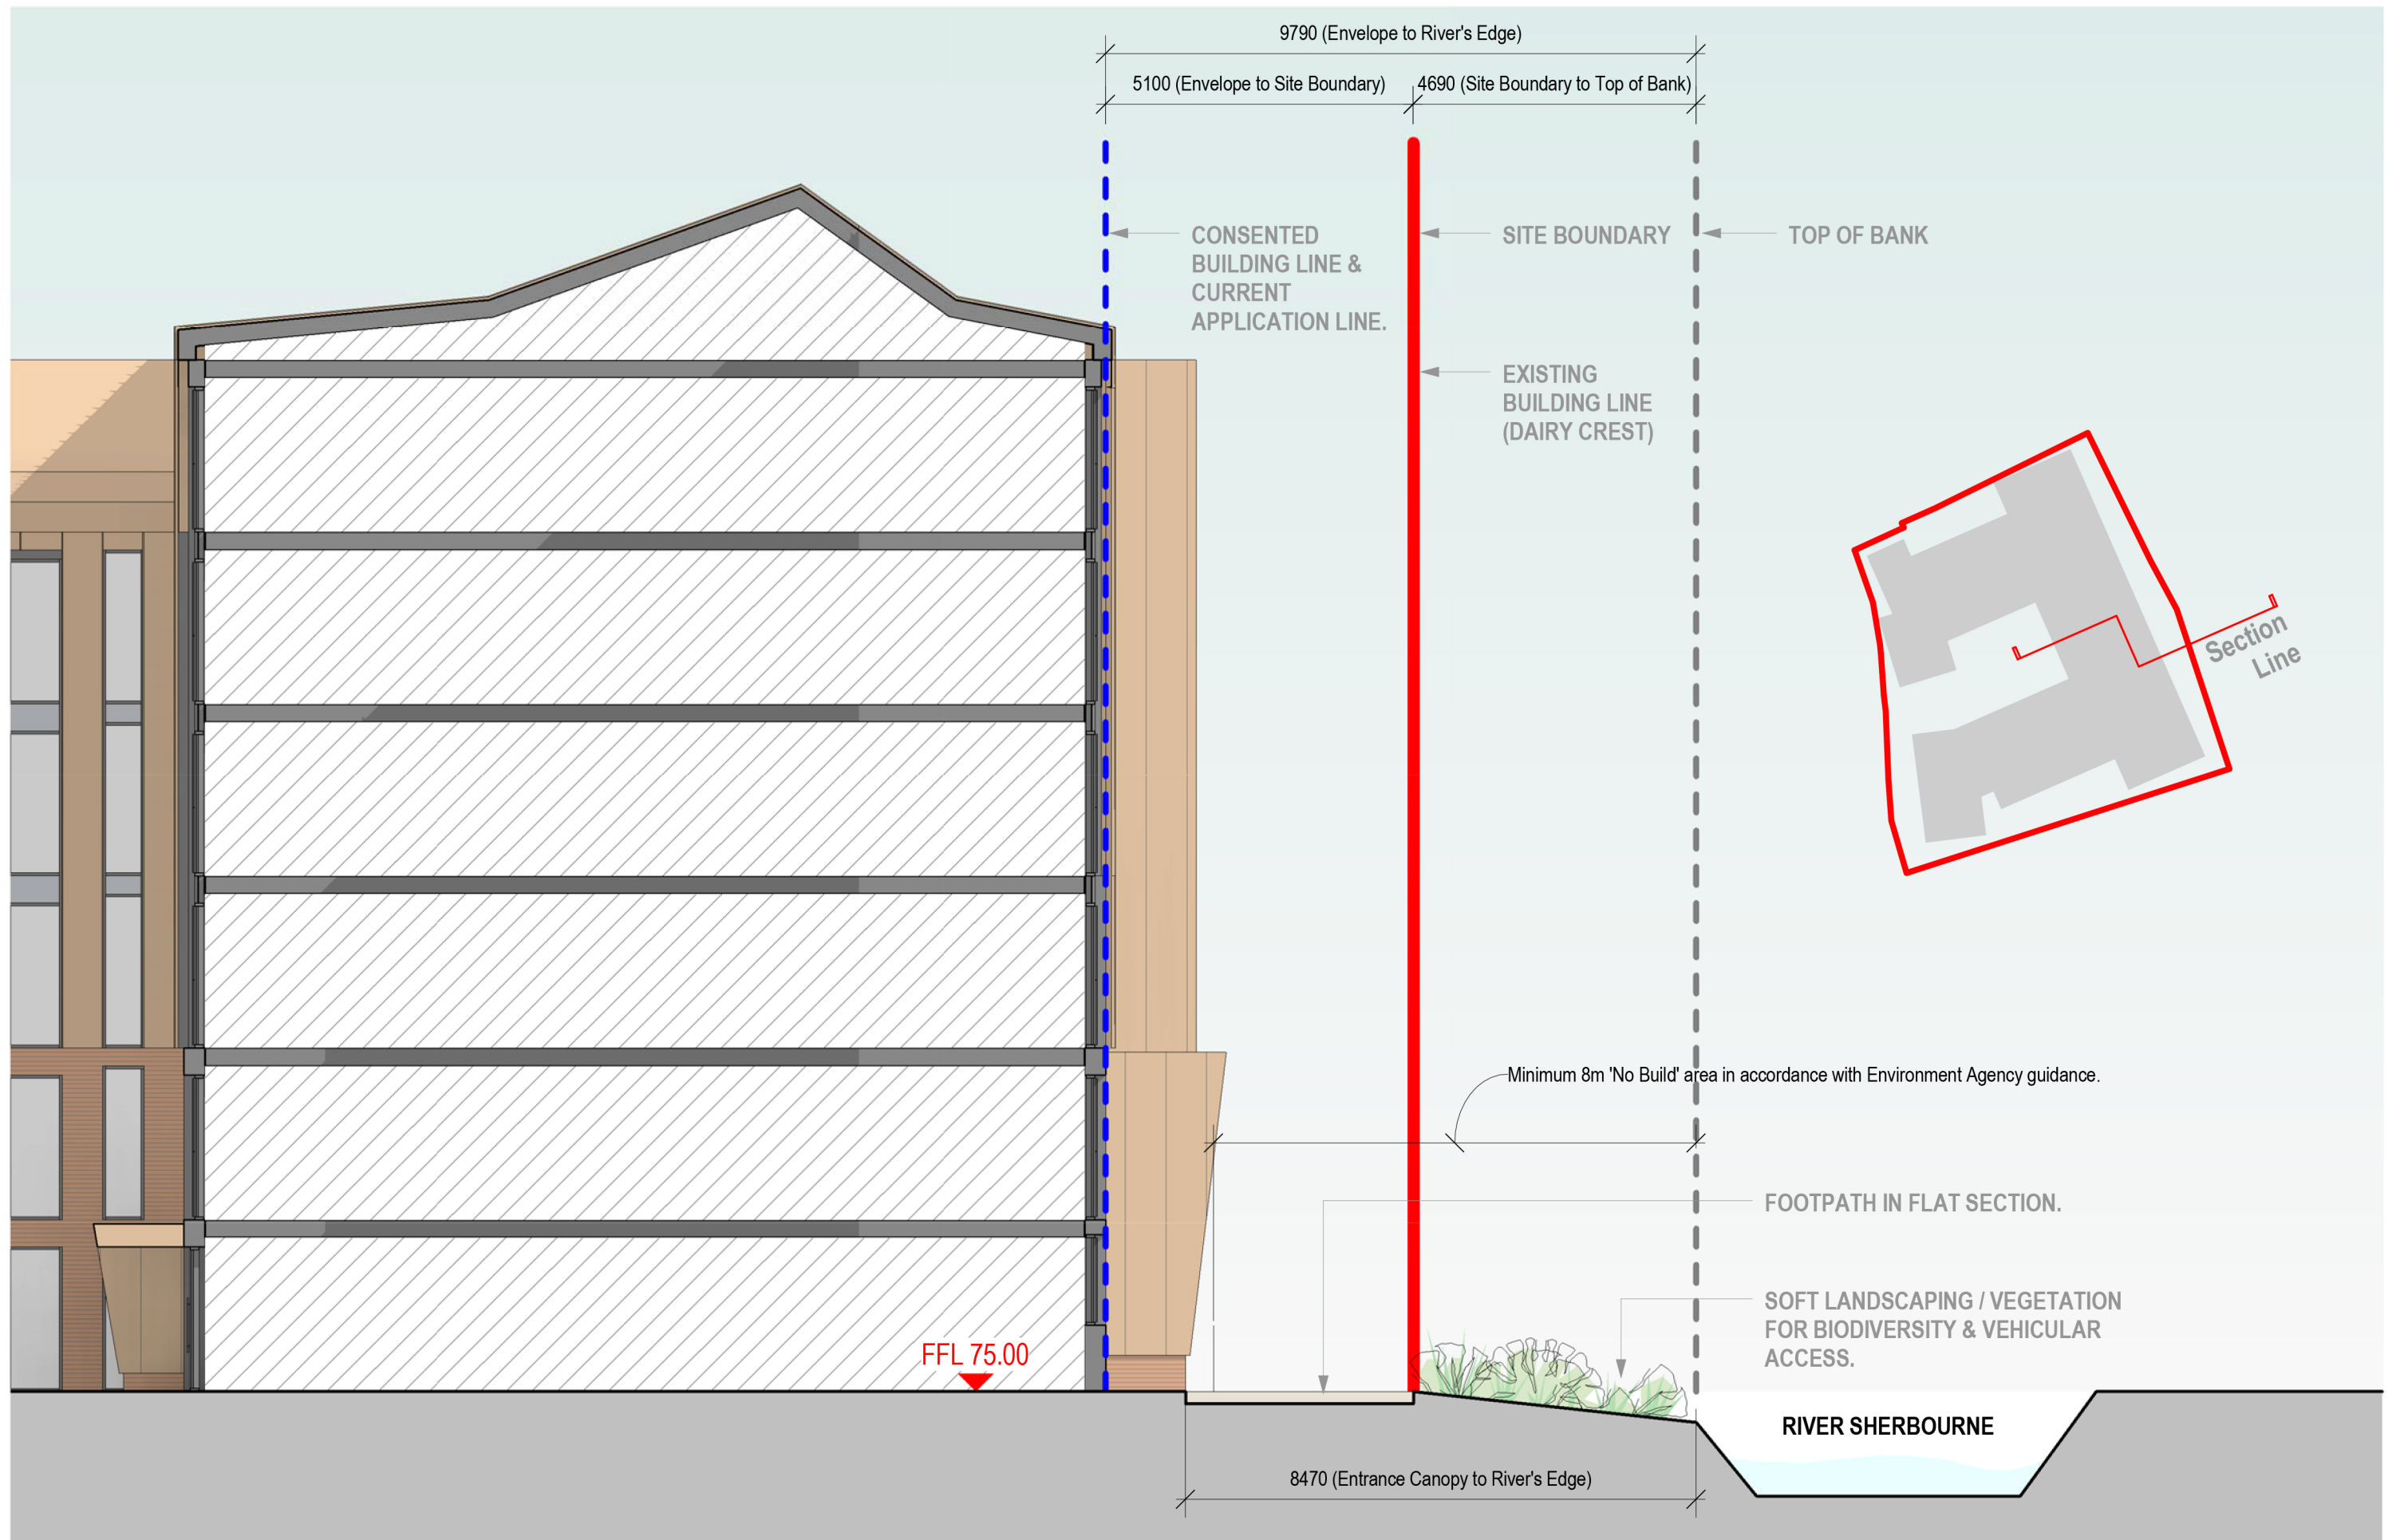 9790 (Envelope to River's Edge)
5100 (Envelope to Site Boundary)
4690 (Site Boundary to Top of Bank)
CONSENTED
BUILDING LINE &
CURRENT
APPLICATION LINE.
SITE BOUNDARY
TOP OF BANK
EXISTING
BUILDING LINE
(DAIRY CREST)
Section
Line
Minimum 8m 'No Build' area in accordance with Environment Agency guidance.
FOOTPATH IN FLAT SECTION.
SOFT LANDSCAPING / VEGETATION
FOR BIODIVERSITY & VEHICULAR
ACCESS.
FFL 75.00
RIVER SHERBOURNE
8470 (Entrance Canopy to River's Edge)